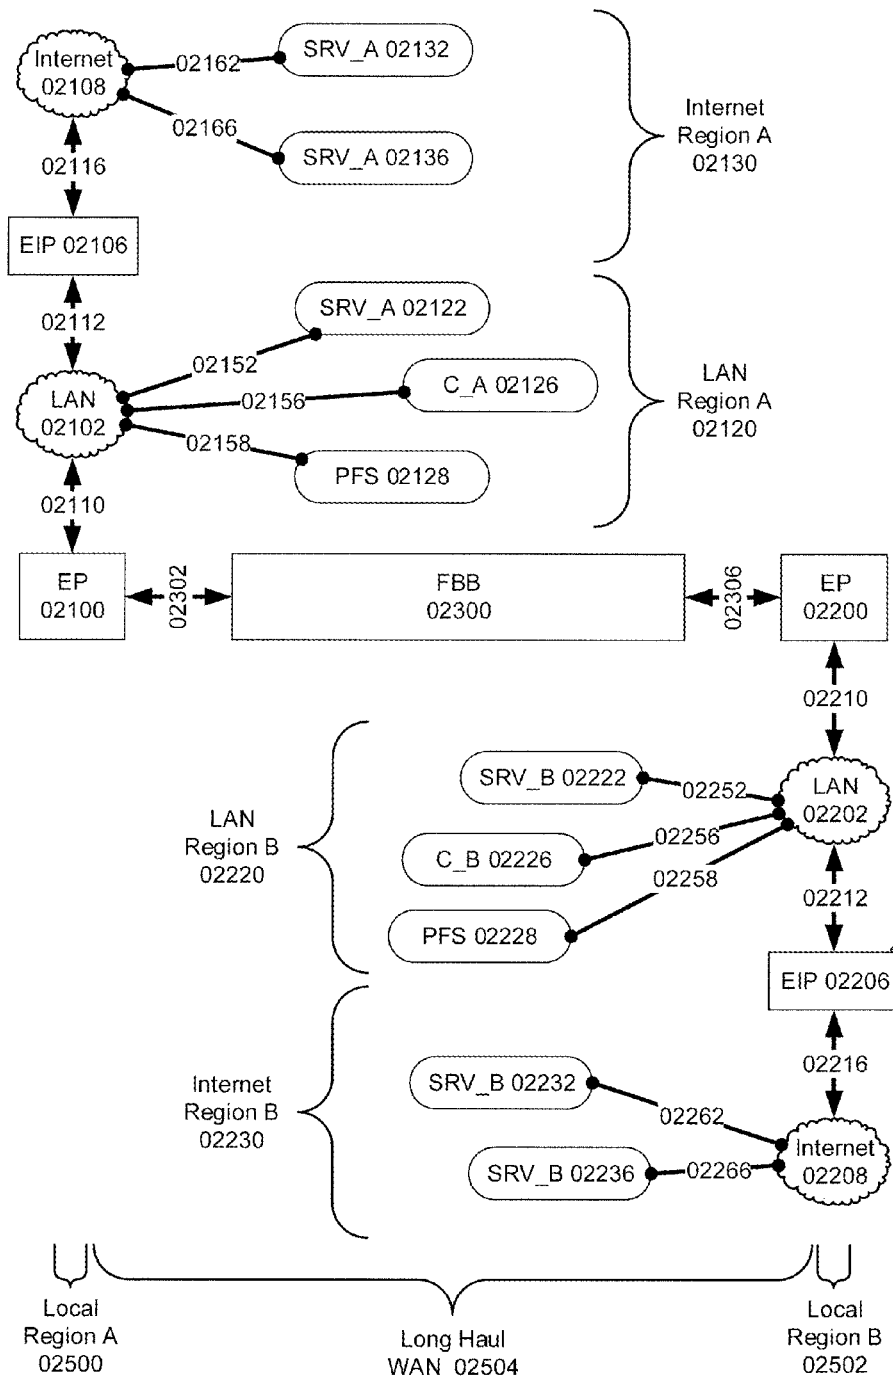 Internet
02108
02162
SRV_A 02132
02166
SRV_A 02136
Internet
Region A
02130
02116
EIP 02106
02112
SRV_A 02122
02152
LAN
02102
02156
C_A 02126
02158
PFS 02128
LAN
Region A
02120
02110
EP
02100
02302
FBB
02300
02306
EP
02200
02210
SRV_B 02222
02252
LAN
02202
LAN
Region B
02220
C_B 02226
02256
02258
02212
PFS 02228
EIP 02206
02216
SRV_B 02232
Internet
Region B
02230
02262
Internet
02208
SRV_B 02236
02266
Local
Region A
02500
Long Haul
WAN 02504
Local
Region B
02502